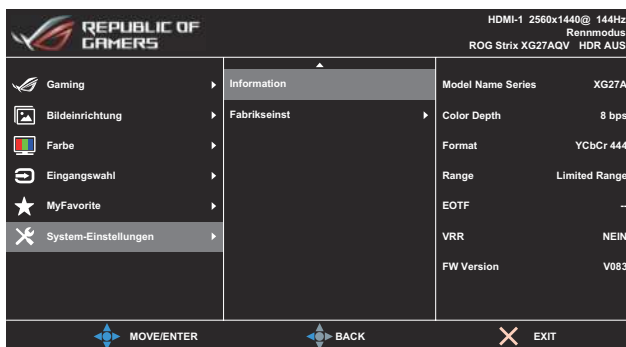 REPUBLIC OF
GAMERS
HDMI-1 2560x1440@ 144Hz
Rennmodus
ROG Strix XG27AQV HDR AUS
Gaming
Bildeinrichtung
Farbe
Eingangswahl
MyFavorite
System-Einstellungen
Information
Fabrikseinst
Model Name Series XG27A
Color Depth 8 bps
Format YCbCr 444
Range Limited Range
EOTF --
VRR NEIN
FW Version V083
MOVE/ENTER
BACK
EXIT